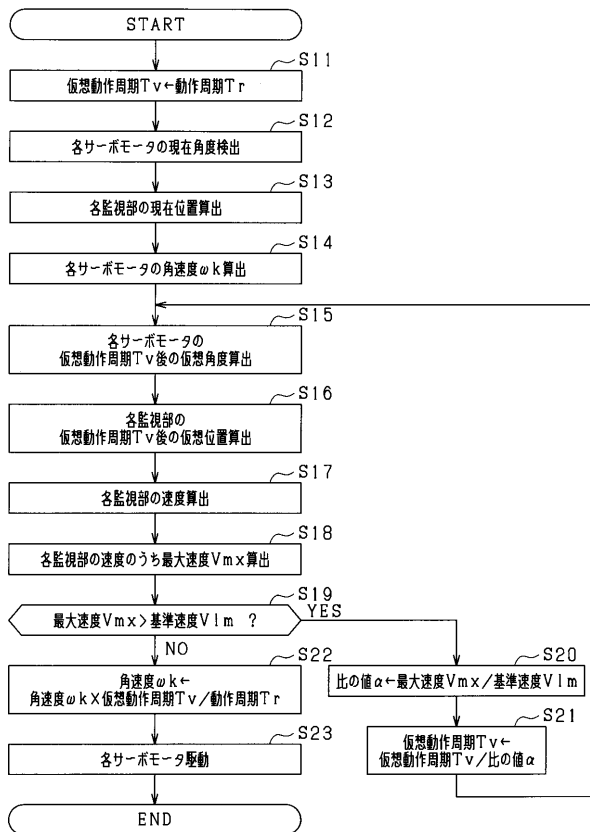 START
S11
仮想動作周期Tv←動作周期Tr
S12
各サーボモータの現在角度検出
S13
各監視部の現在位置算出
S14
各サーボモータの角速度ωk算出
S15
各サーボモータの
仮想動作周期Tv後の仮想角度算出
S16
各監視部の
仮想動作周期Tv後の仮想位置算出
S17
各監視部の速度算出
S18
各監視部の速度のうち最大速度Vmx算出
S19
最大速度Vmx>基準速度Vlm ?
YES
NO
S22
角速度ωk←
角速度ωk×仮想動作周期Tv/動作周期Tr
S20
比の値α←最大速度Vmx/基準速度Vlm
S21
仮想動作周期Tv←
仮想動作周期Tv/比の値α
S23
各サーボモータ駆動
END